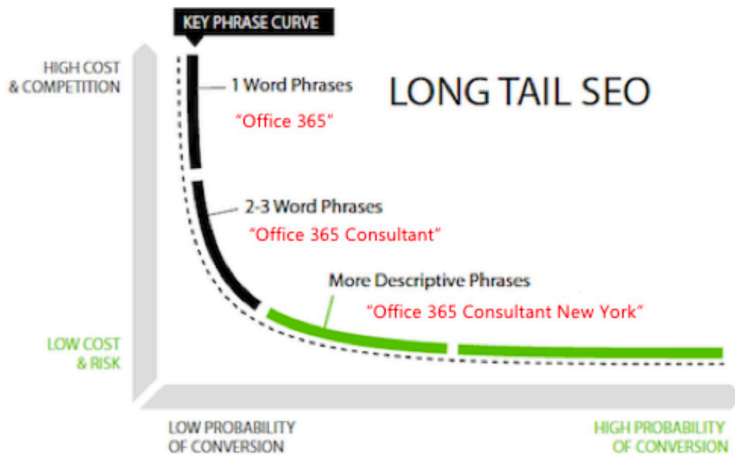 KEY PHRASE CURVE
HIGH COST
& COMPETITION
1 Word Phrases
LONG TAIL SEO
"Office 365"
2-3 Word Phrases
"Office 365 Consultant"
More Descriptive Phrases
"Office 365 Consultant New York"
LOW COST
& RISK
LOW PROBABILITY
OF CONVERSION
HIGH PROBABILITY
OF CONVERSION